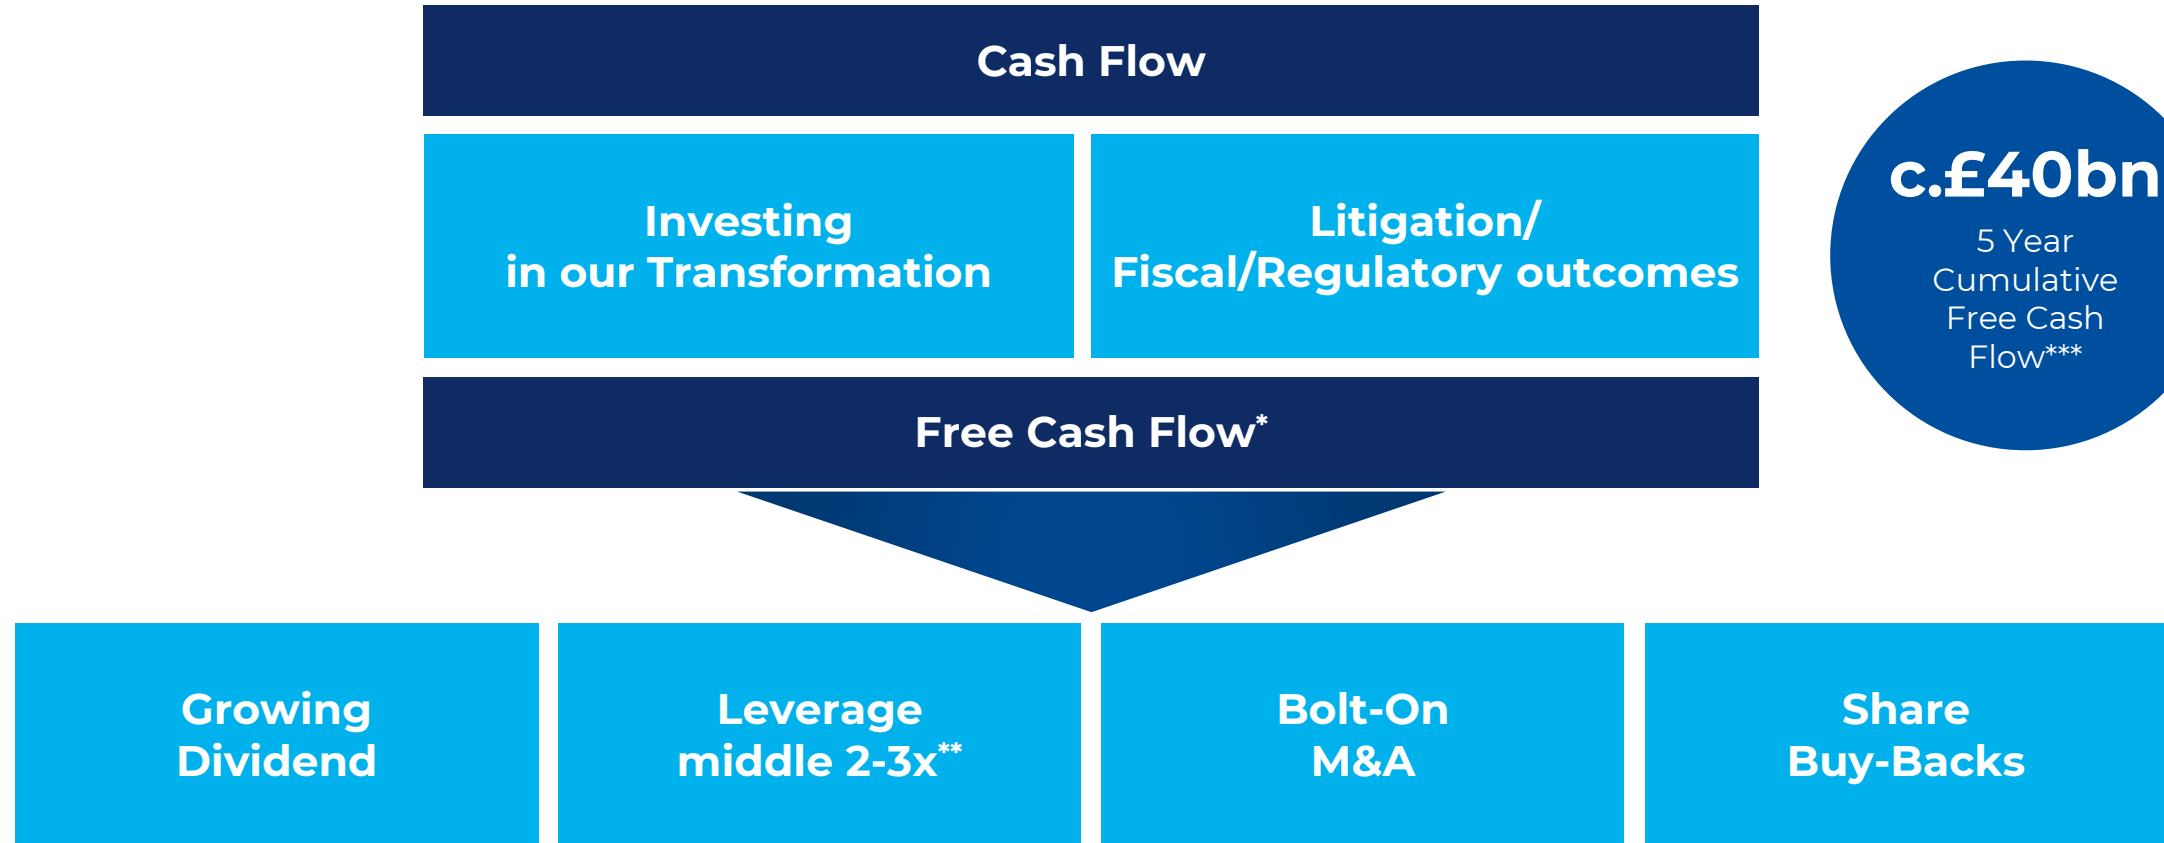 Cash Flow
Investing
in our Transformation
Litigation/
Fiscal/Regulatory outcomes
c.£40bn
5 Year
Cumulative
Free Cash
Flow***
Free Cash Flow*
Growing
Dividend
Leverage
middle 2-3x**
Bolt-On
M&A
Share
Buy-Backs